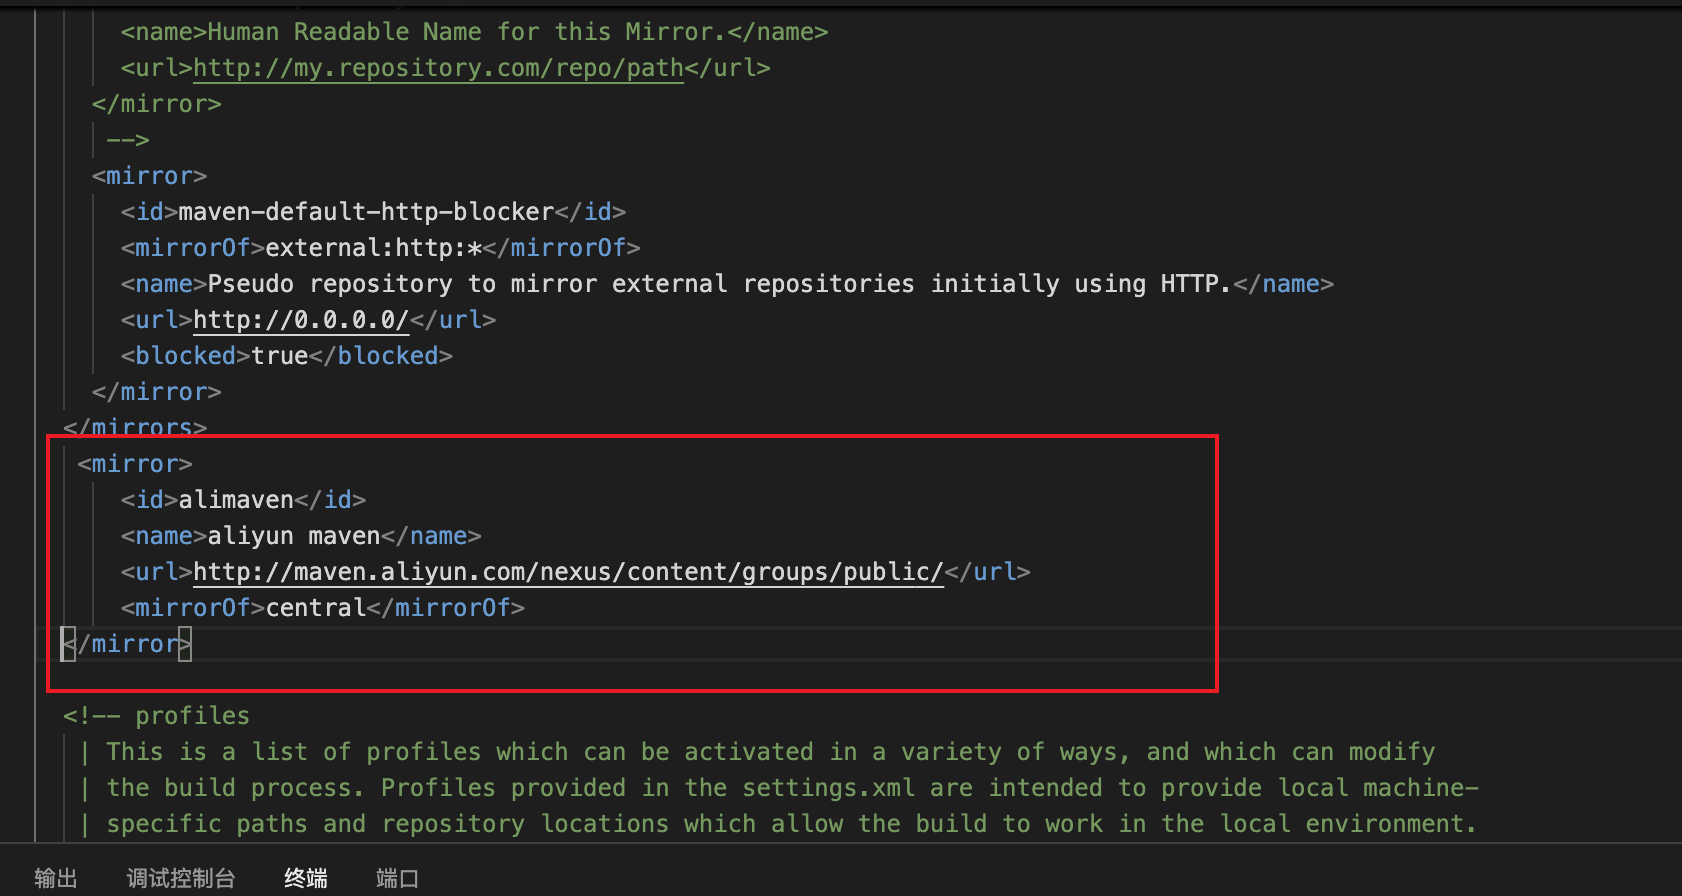 <name>Human Readable Name for this Mirror.</name>
<url>http://my.repository.com/repo/path</url>
</mirror>
-->
<mirror>
<id>maven-default-http-blocker</id>
<mirrorOf>external:http:*</mirrorOf>
<name>Pseudo repository to mirror external repositories initially using HTTP.</name>
<url>http://0.0.0.0/</url>
<blocked>true</blocked>
</mirror>
</mirrors>
<mirror>
<id>alimaven</id>
<name>aliyun maven</name>
<url>http://maven.aliyun.com/nexus/content/groups/public/</url>
<mirrorOf>central</mirrorOf>
</mirror>
<!-- profiles
| This is a list of profiles which can be activated in a variety of ways, and which can modify
| the build process. Profiles provided in the settings.xml are intended to provide local machine-
| specific paths and repository locations which allow the build to work in the local environment.
输出 调试控制台 终端 端口